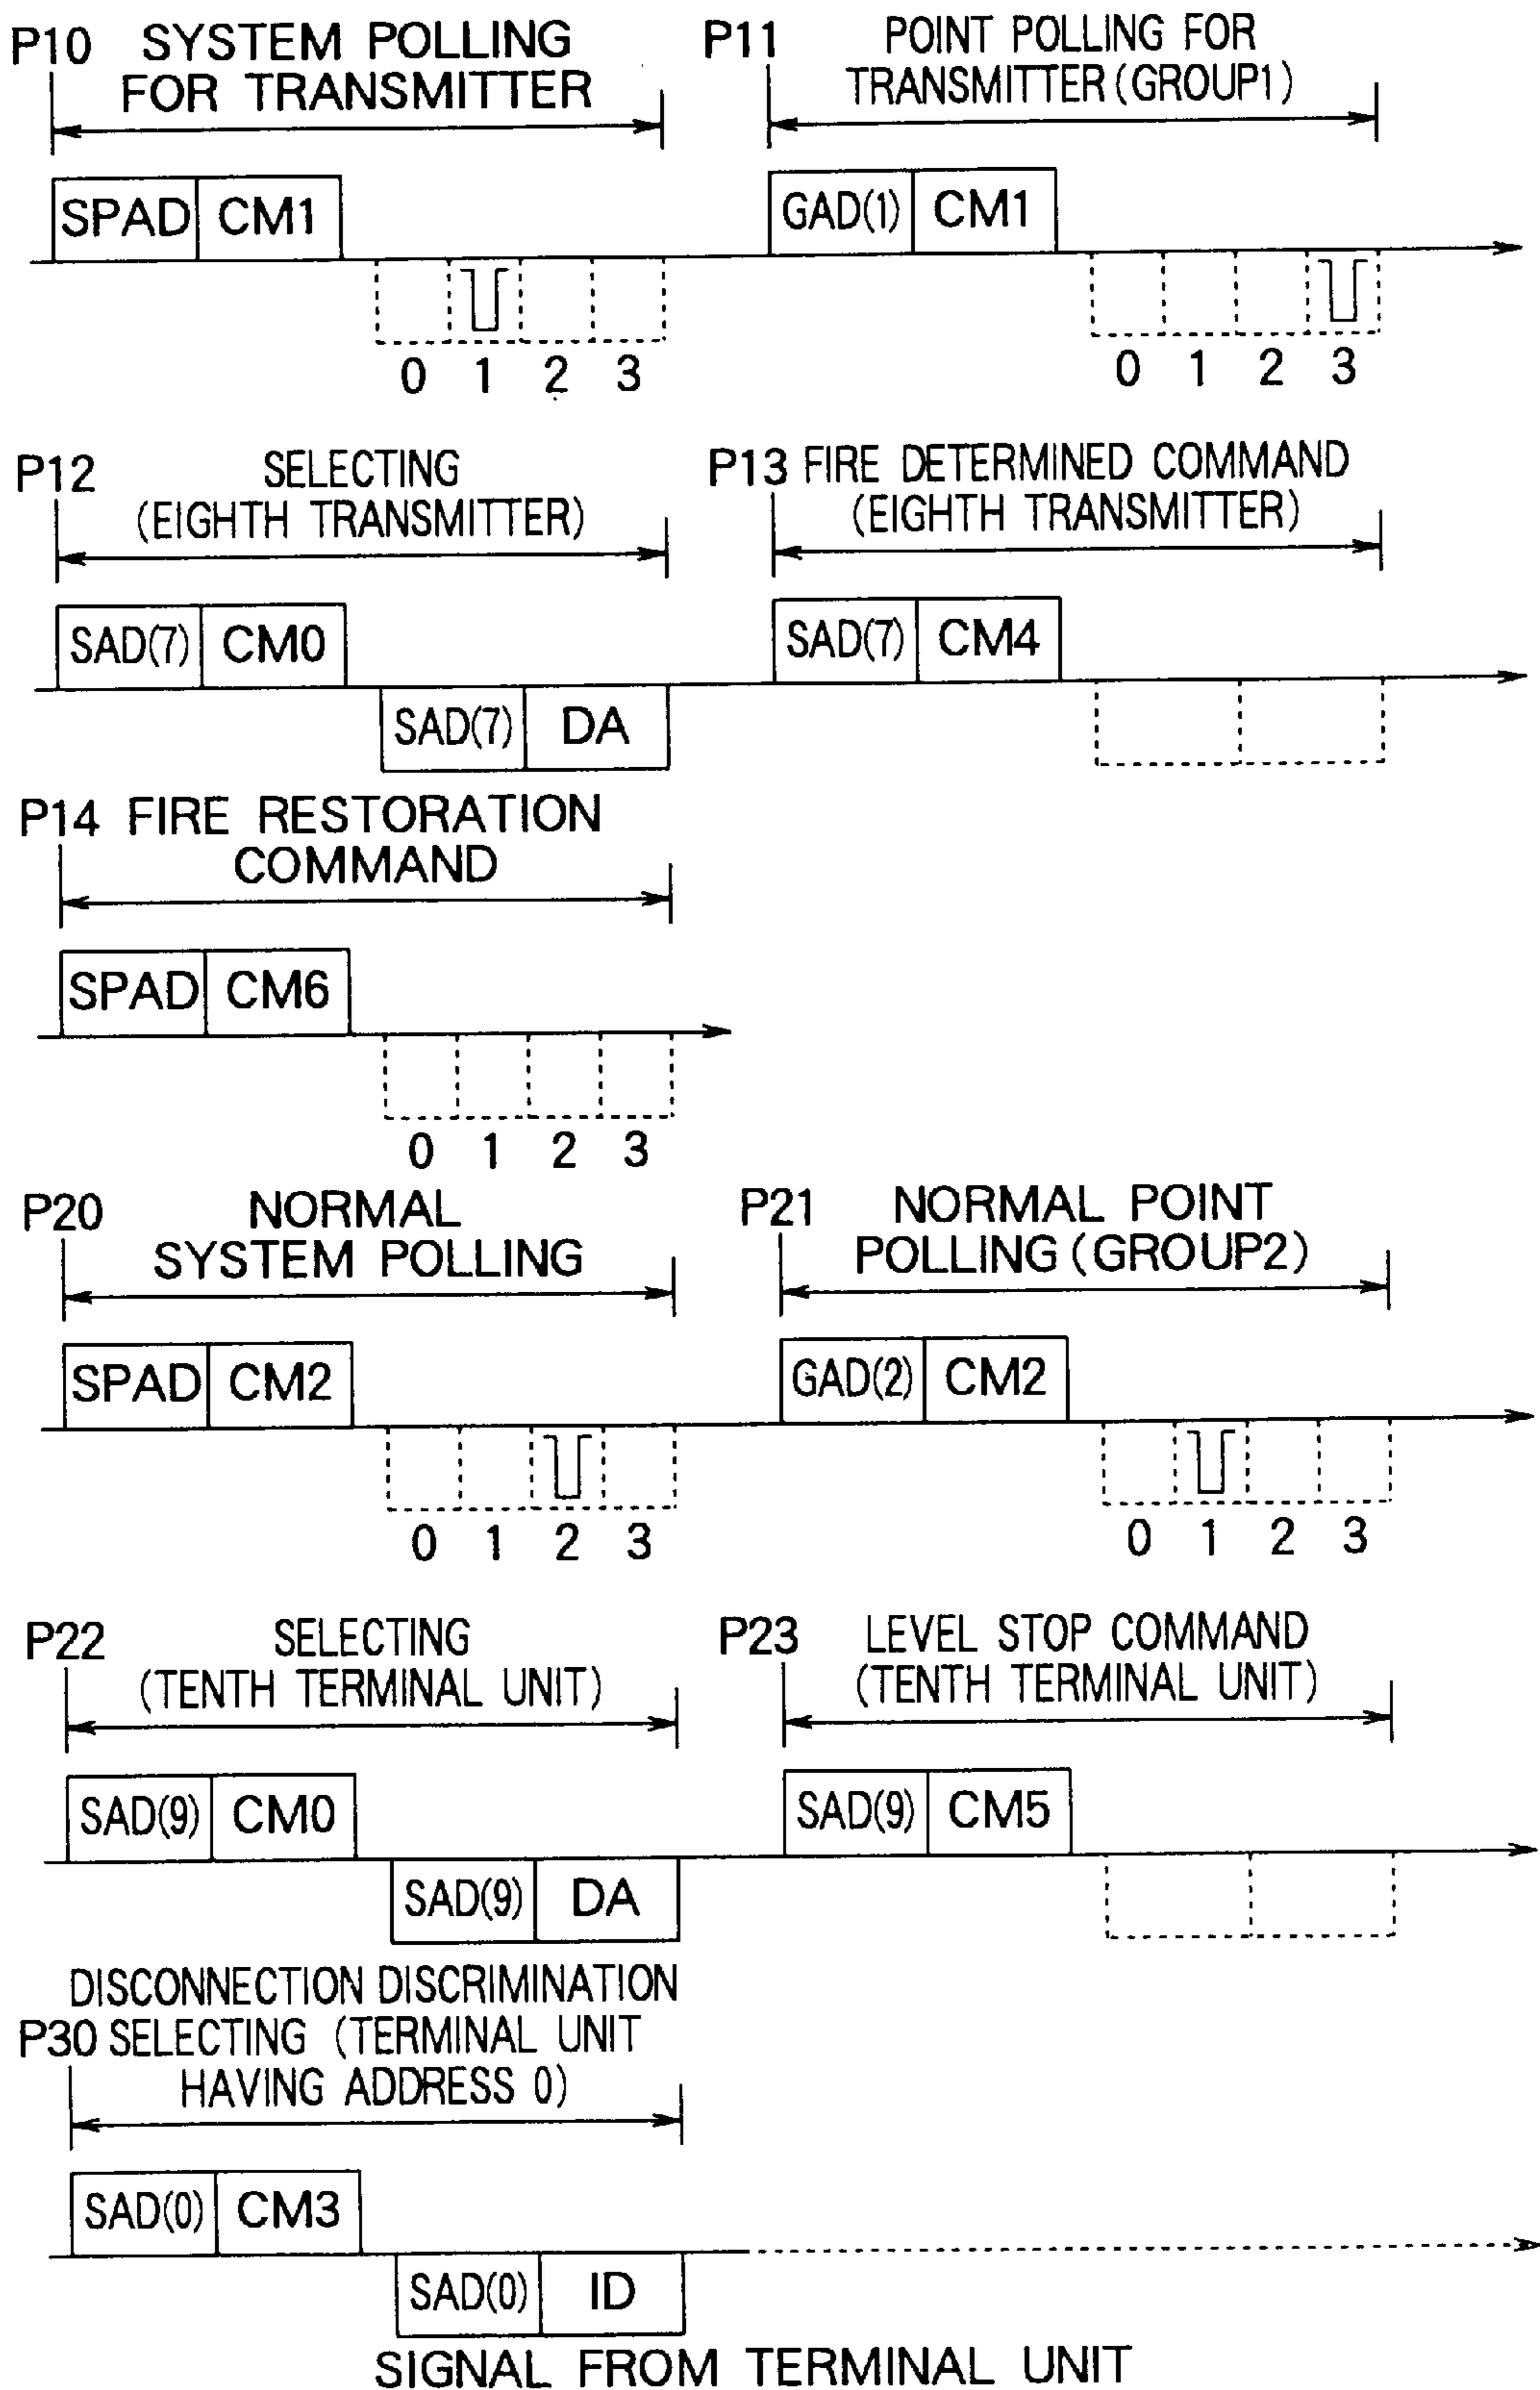 P10 SYSTEM POLLING
FOR TRANSMITTER
P11 POINT POLLING FOR
TRANSMITTER (GROUP1)
SPAD CM1
GAD(1) CM1
0 1 2 3
0 1 2 3
P12 SELECTING
(EIGHTH TRANSMITTER)
P13 FIRE DETERMINED COMMAND
(EIGHTH TRANSMITTER)
SAD(7) CM0
SAD(7) DA
SAD(7) CM4
P14 FIRE RESTORATION
COMMAND
SPAD CM6
0 1 2 3
P20 NORMAL
SYSTEM POLLING
P21 NORMAL POINT
POLLING (GROUP2)
SPAD CM2
GAD(2) CM2
0 1 2 3
0 1 2 3
P22 SELECTING
(TENTH TERMINAL UNIT)
P23 LEVEL STOP COMMAND
(TENTH TERMINAL UNIT)
SAD(9) CM0
SAD(9) DA
SAD(9) CM5
DISCONNECTION DISCRIMINATION
P30 SELECTING (TERMINAL UNIT
HAVING ADDRESS 0)
SAD(0) CM3
SAD(0) ID
SIGNAL FROM TERMINAL UNIT